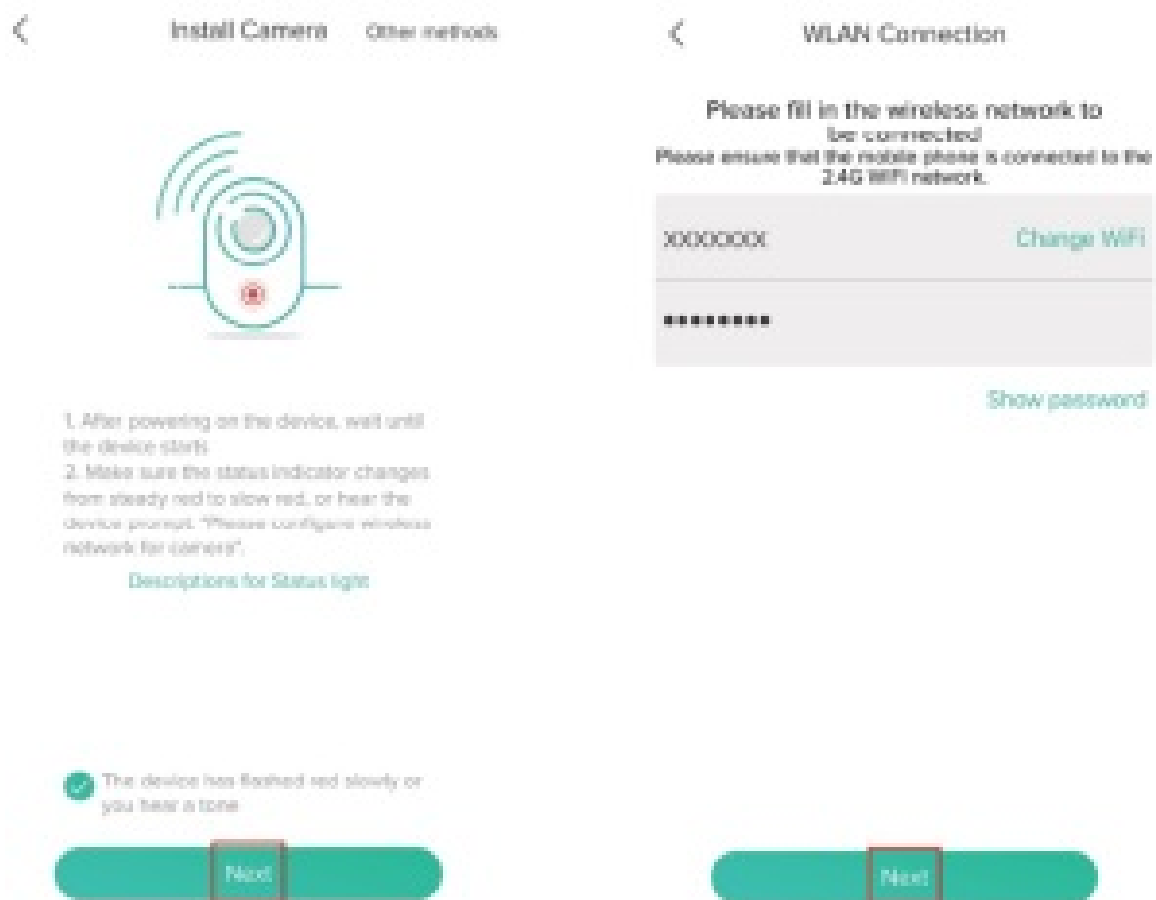 Install Camera
Other methods
1. After powering on the device, wait until
the device starts
2. Make sure the status indicator changes
from steady red to slow red, or hear the
device prompt. "Please configure wireless
network for camera".
Descriptions for Status light
The device has flashed red slowly or
you hear a tone
Next
WLAN Connection
Please fill in the wireless network to
be connected
Please ensure that the mobile phone is connected to the
2.4G WIFI network.
XXXXXXXX
Change WiFi
••••••••
Show password
Next